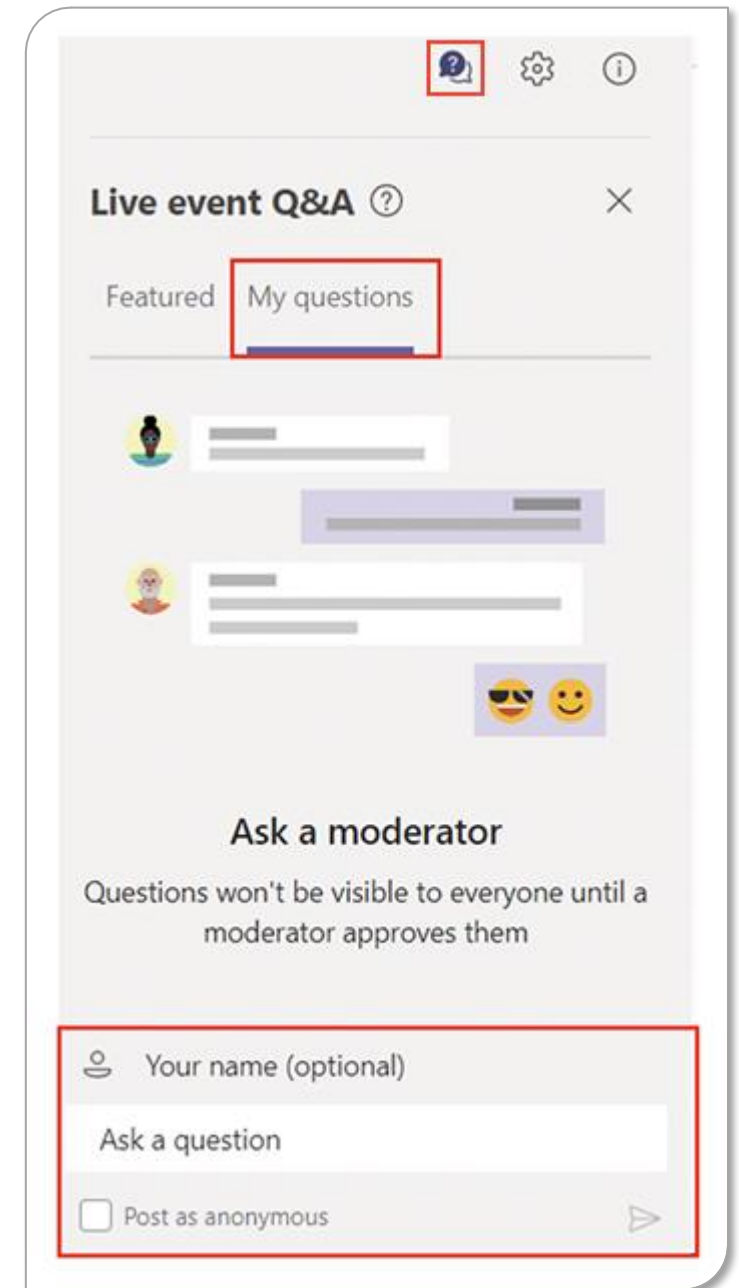 Live event Q&A
Featured My questions
Ask a moderator
Questions won't be visible to everyone until a
moderator approves them
Your name (optional)
Ask a question
Post as anonymous